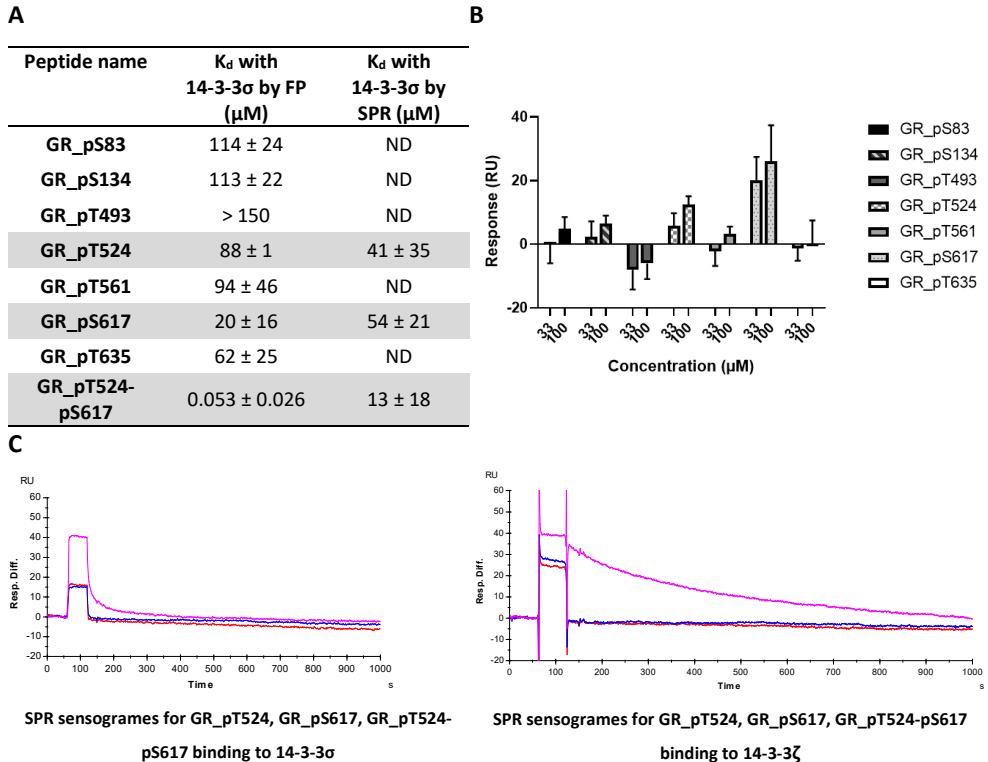 A
Peptide name K_d with 14-3-3σ by FP (µM) K_d with 14-3-3σ by SPR (µM)
GR_pS83 114 ± 24 ND
GR_pS134 113 ± 22 ND
GR_pT493 > 150 ND
GR_pT524 88 ± 1 41 ± 35
GR_pT561 94 ± 46 ND
GR_pS617 20 ± 16 54 ± 21
GR_pT635 62 ± 25 ND
GR_pT524-pS617 0.053 ± 0.026 13 ± 18
B
Response (RU)
40
20
0
-20
33 100 33 100 33 100 33 100 33 100 33 100 33 100
Concentration (µM)
GR_pS83
GR_pS134
GR_pT493
GR_pT524
GR_pT561
GR_pS617
GR_pT635
C
RU
60
50
40
30
20
10
0
-10
-20
Resp. Diff.
0 100 200 300 400 500 600 700 800 900 1000
Time s
SPR sensogrames for GR_pT524, GR_pS617, GR_pT524-
pS617 binding to 14-3-3σ
RU
60
50
40
30
20
10
0
-10
-20
Resp. Diff.
0 100 200 300 400 500 600 700 800 900 1000
Time s
SPR sensogrames for GR_pT524, GR_pS617, GR_pT524-pS617
binding to 14-3-3ζ